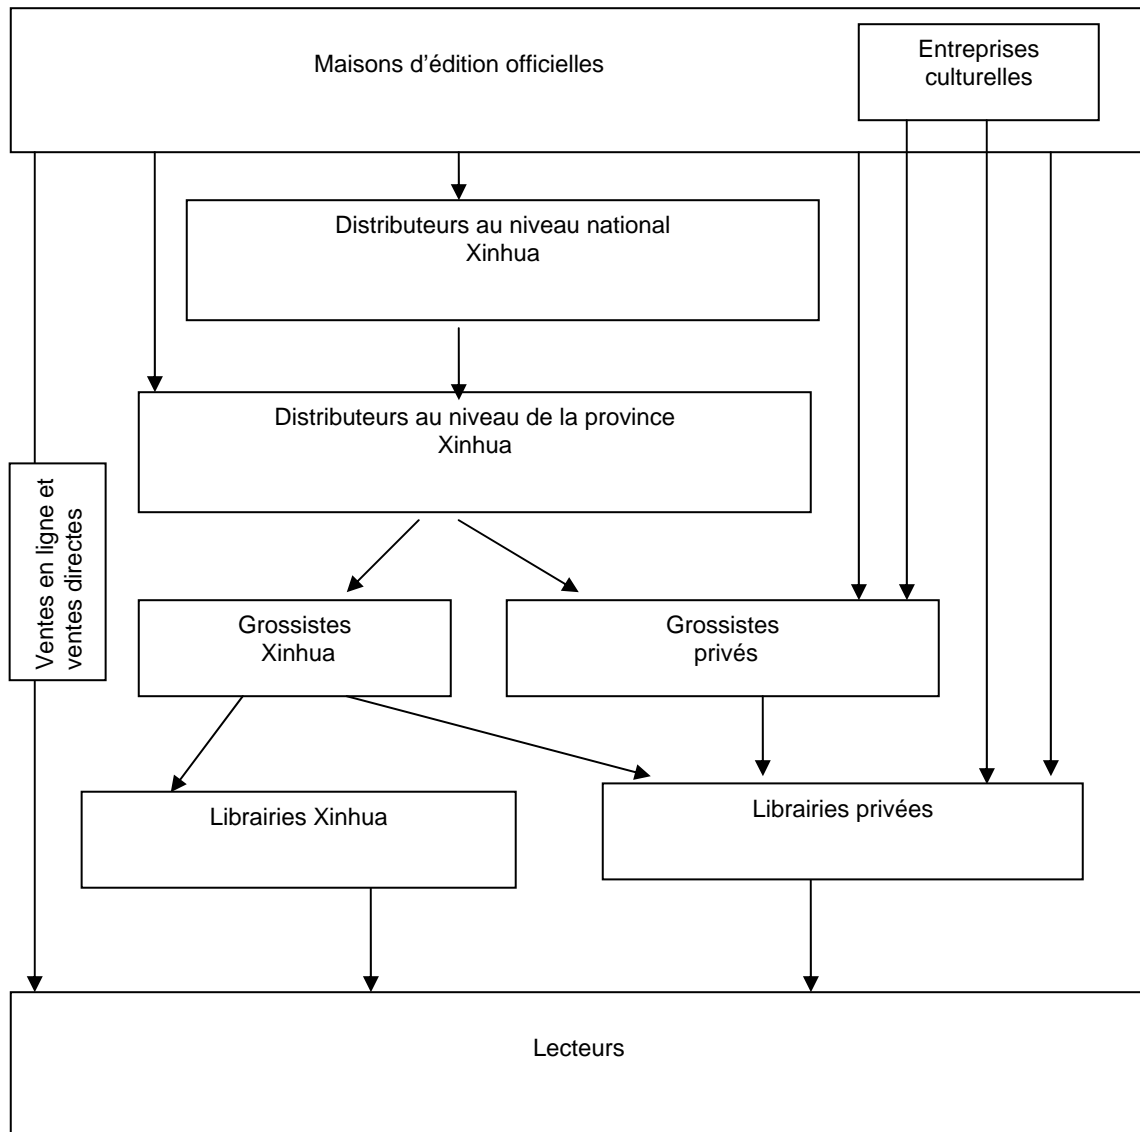 Maisons d'édition officielles
Entreprises
culturelles
Distributeurs au niveau national
Xinhua
Distributeurs au niveau de la province
Xinhua
Ventes en ligne et
ventes directes
Grossistes
Xinhua
Grossistes
privés
Librairies Xinhua
Librairies privées
Lecteurs